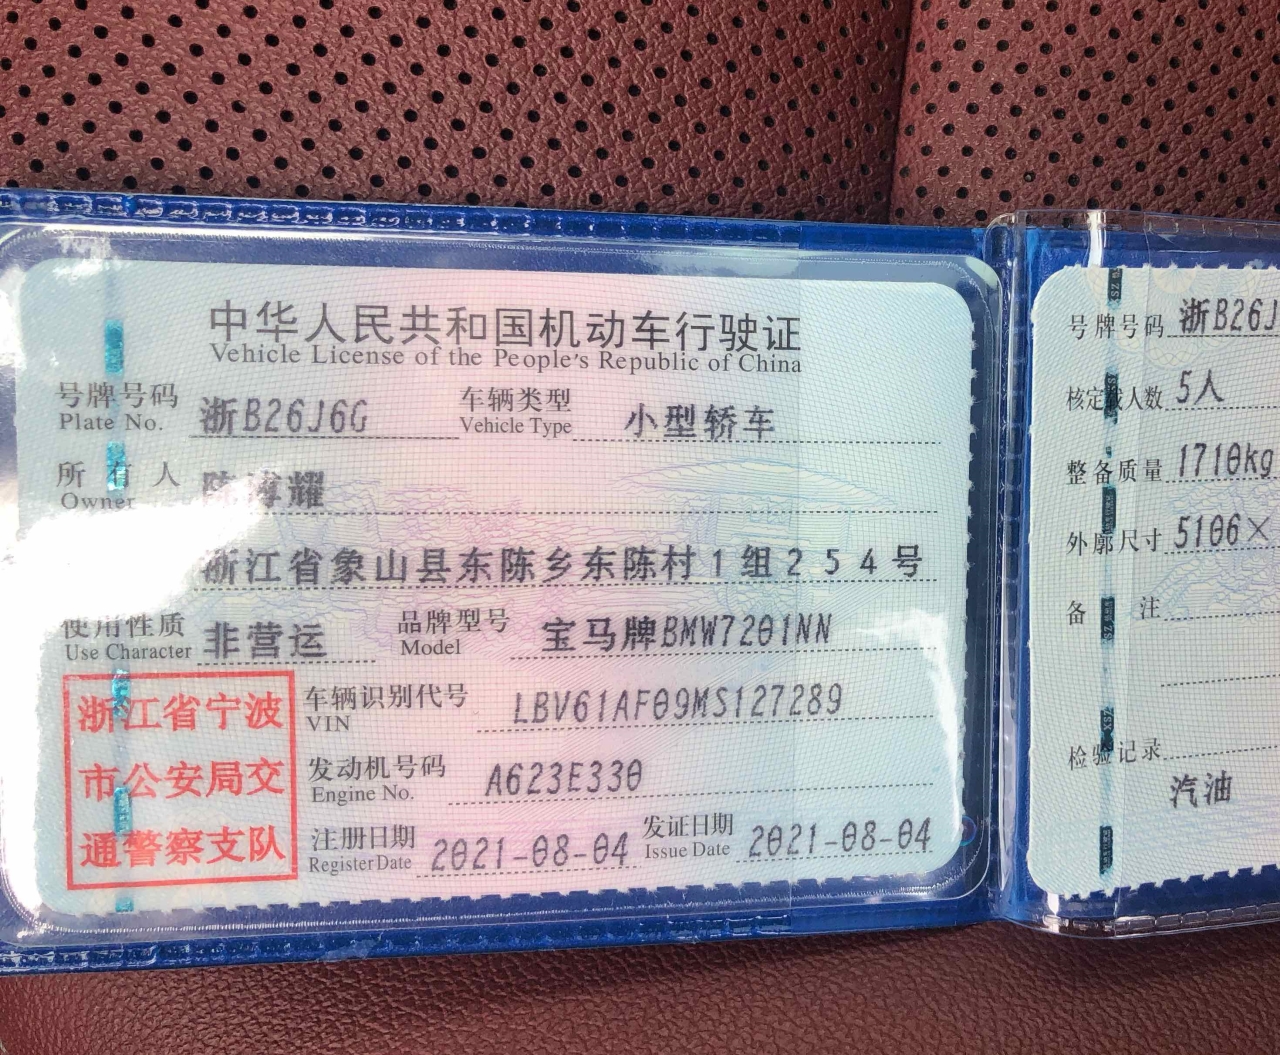 中华人民共和国机动车行驶证
Vehicle License of the People's Republic of China
号牌号码 浙B26J6G 车辆类型 小型轿车
Plate No. Vehicle Type
所有人 陈 耀
Owner
浙江省象山县东陈乡东陈村1组254号
使用性质 非营运 品牌型号 宝马牌BMW7201NN
Use Character Model
浙江省宁波
市公安局交
通警察支队
车辆识别代号 LBV61AF09MS127289
VIN
发动机号码 A623E330
Engine No.
注册日期 2021-08-04 发证日期 2021-08-04
Register Date Issue Date
号牌号码 浙B26J
核定载人数 5人
整备质量 1710kg
外廓尺寸 5106×
备注
检验记录
汽油